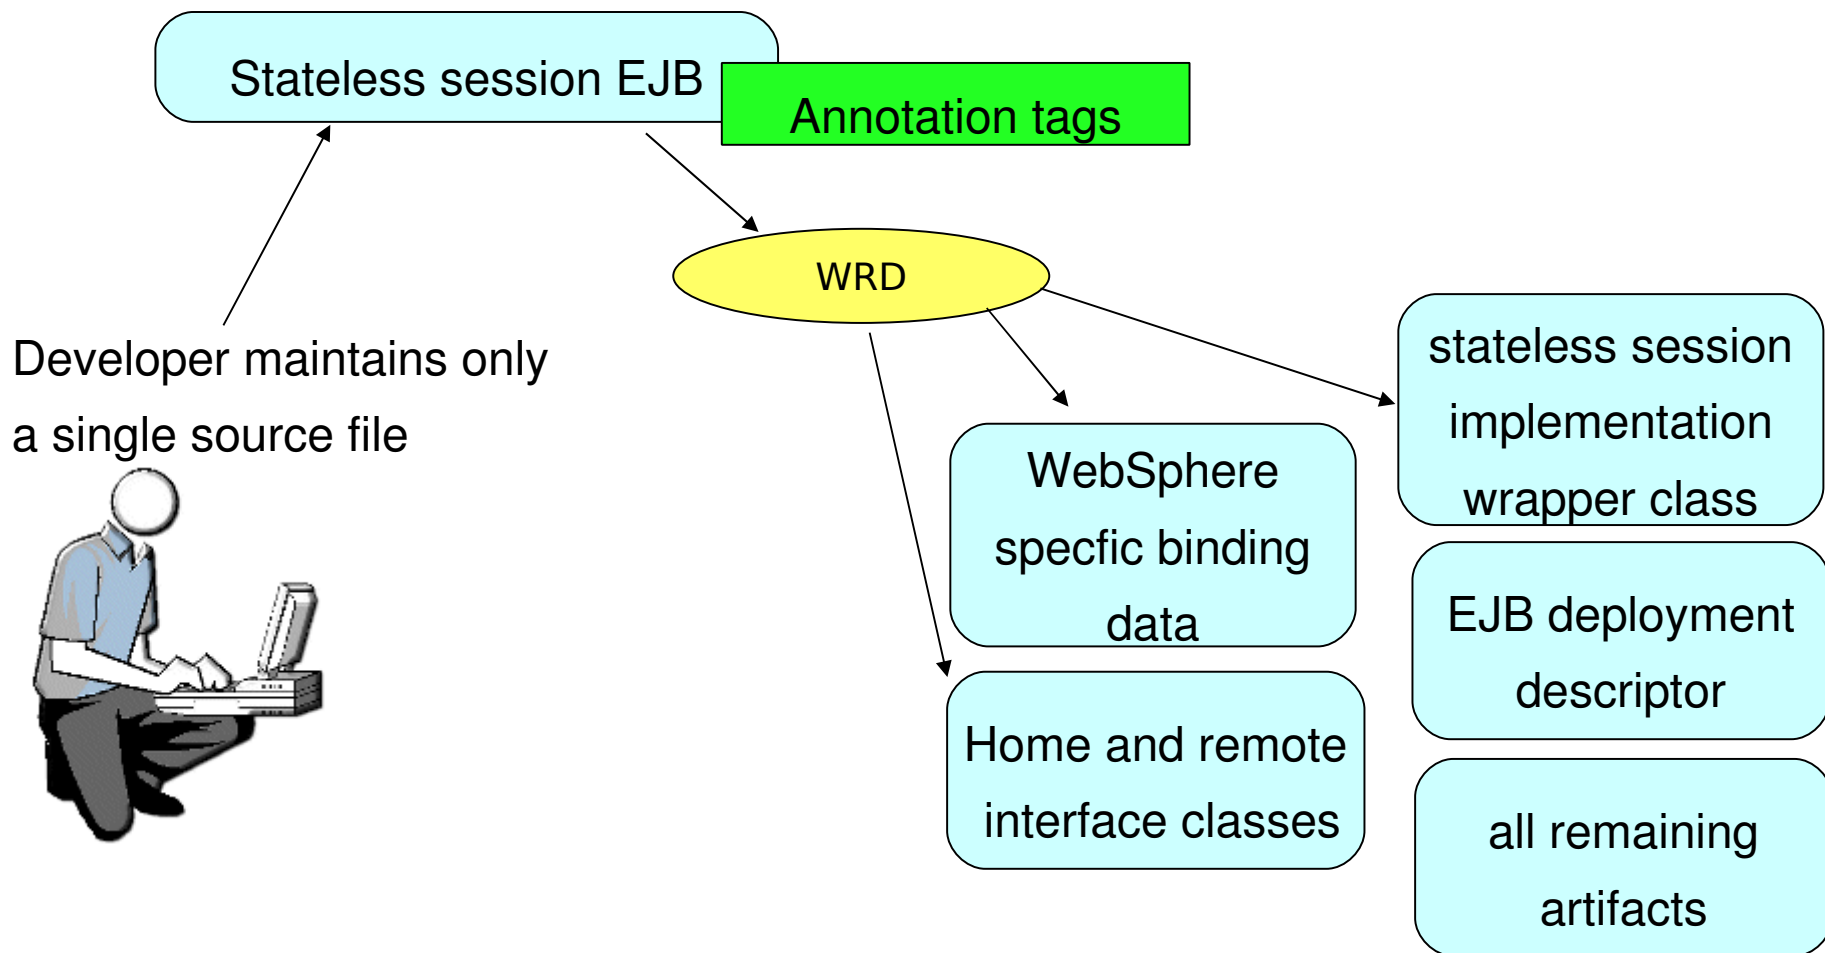 Stateless session EJB
Annotation tags
WRD
Developer maintains only
a single source file
stateless session
implementation
wrapper class
WebSphere
specfic binding
data
EJB deployment
descriptor
Home and remote
interface classes
all remaining
artifacts